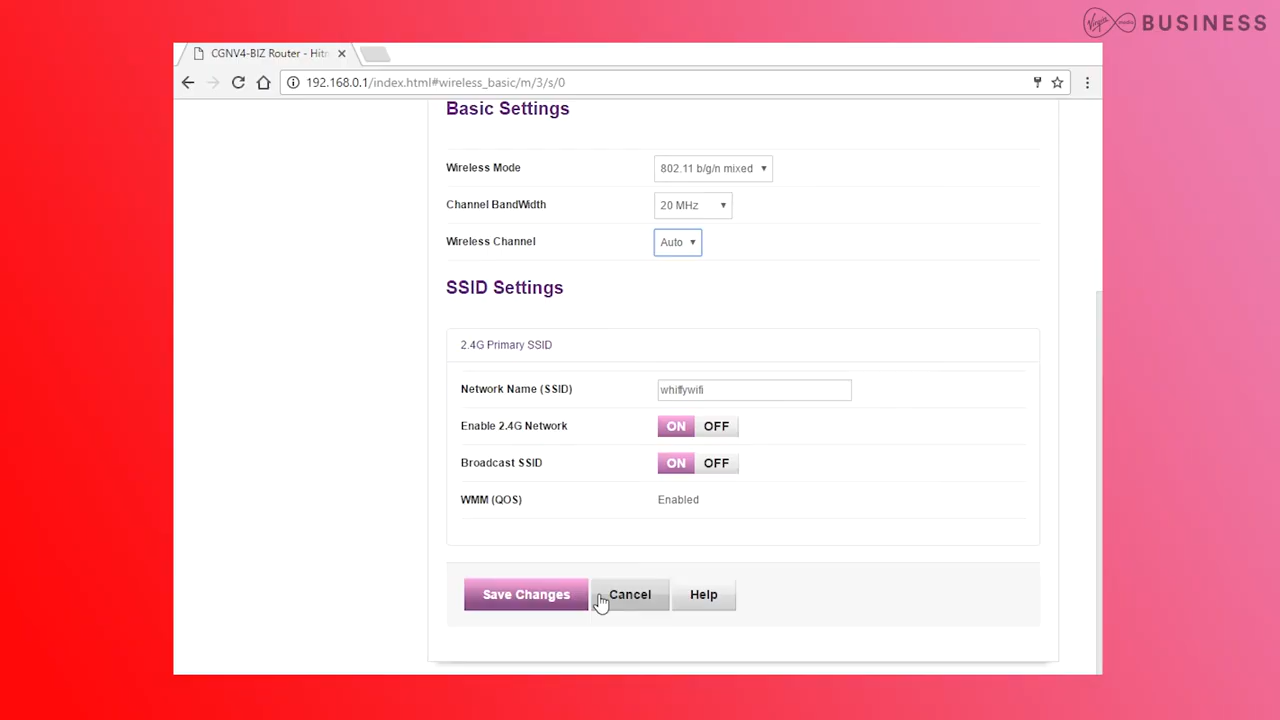 Virgin media BUSINESS
CGNV4-BIZ Router - Hitr
192.168.0.1/index.html#wireless_basic/m/3/s/0
Basic Settings
Wireless Mode 802.11 b/g/n mixed
Channel BandWidth 20 MHz
Wireless Channel Auto
SSID Settings
2.4G Primary SSID
Network Name (SSID) whiffywifi
Enable 2.4G Network ON OFF
Broadcast SSID ON OFF
WMM (QOS) Enabled
Save Changes Cancel Help